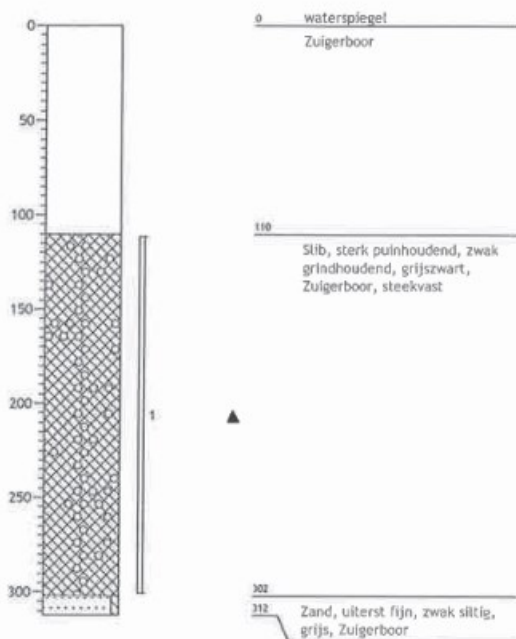 0
0 waterspiegel
Zuigerboor
50
100
110
Slib, sterk puinhoudend, zwak
grindhoudend, grijszwart,
Zuigerboor, steekvast
150
200
1
250
300
302
312
Zand, uiterst fijn, zwak siltig,
grijs, Zuigerboor